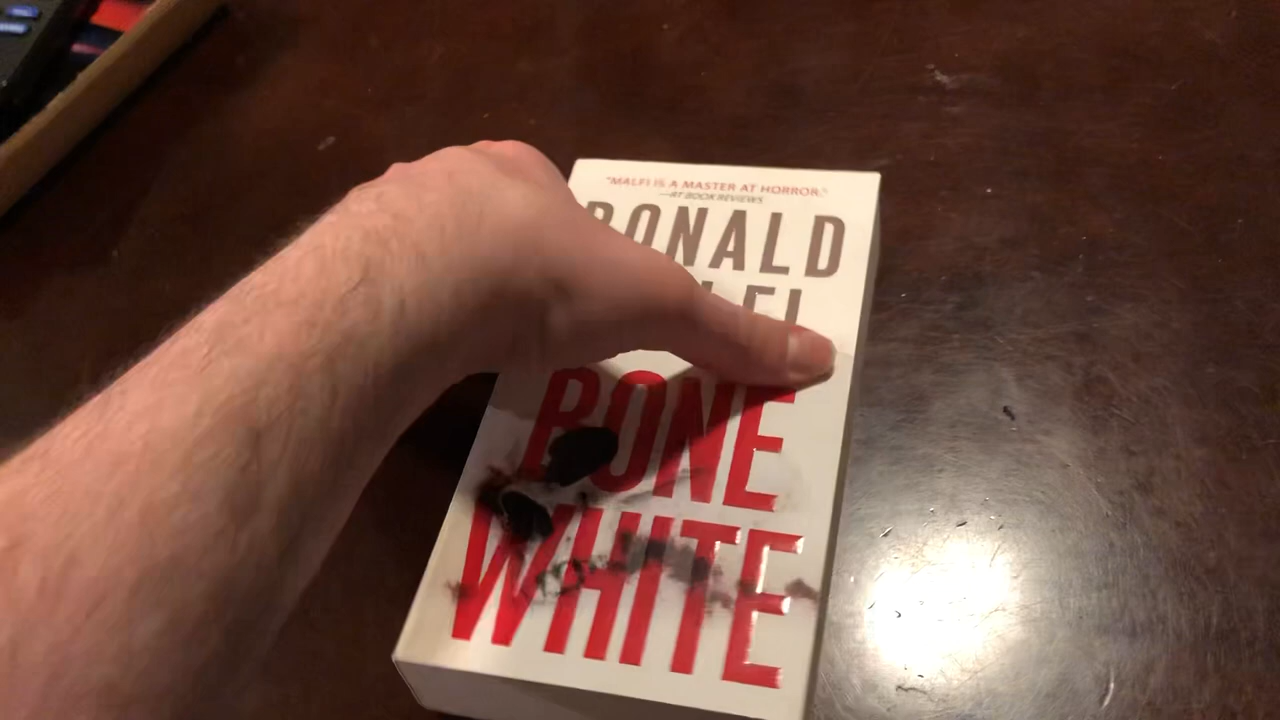 "MALFI IS A MASTER AT HORROR."
—RT BOOK REVIEWS
RONALD
BONE
WHITE